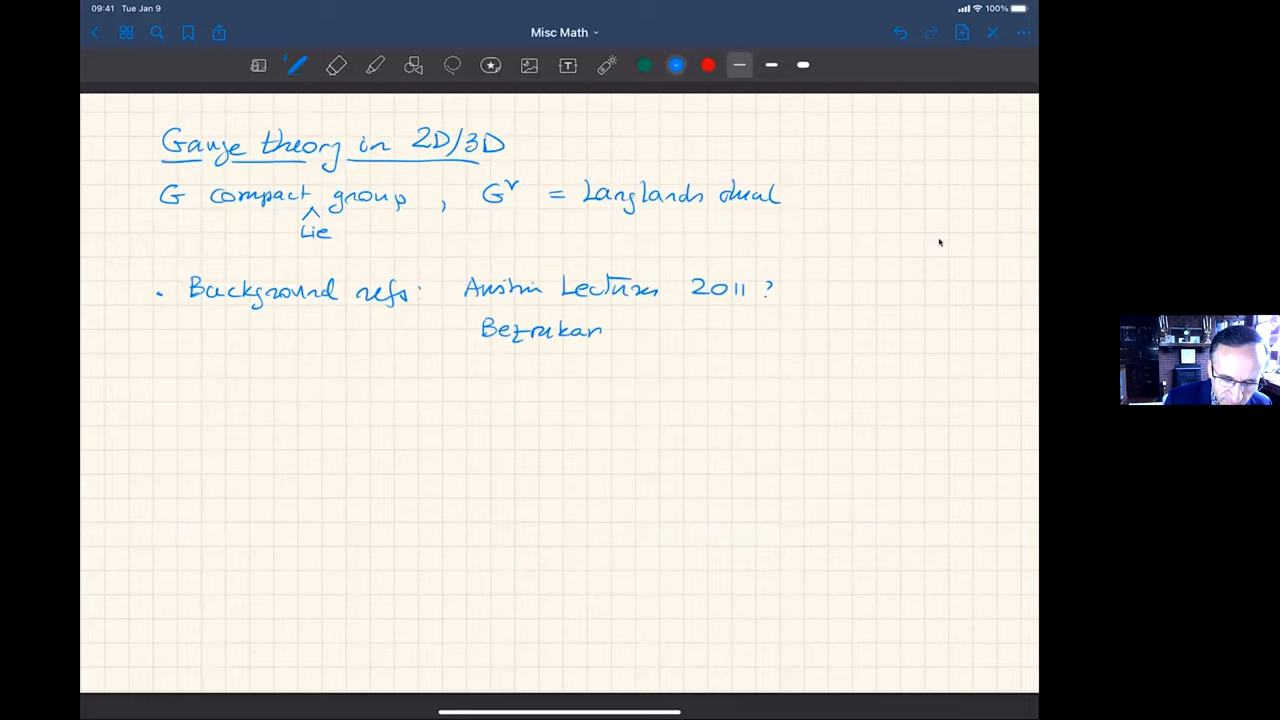 09:41 Tue Jan 9
100%
Misc Math
Gauge theory in 2D/3D
G compact group, G^∨ = Langlands dual
Lie
. Background refs: Austin Lectures 2011?
Bezrukar